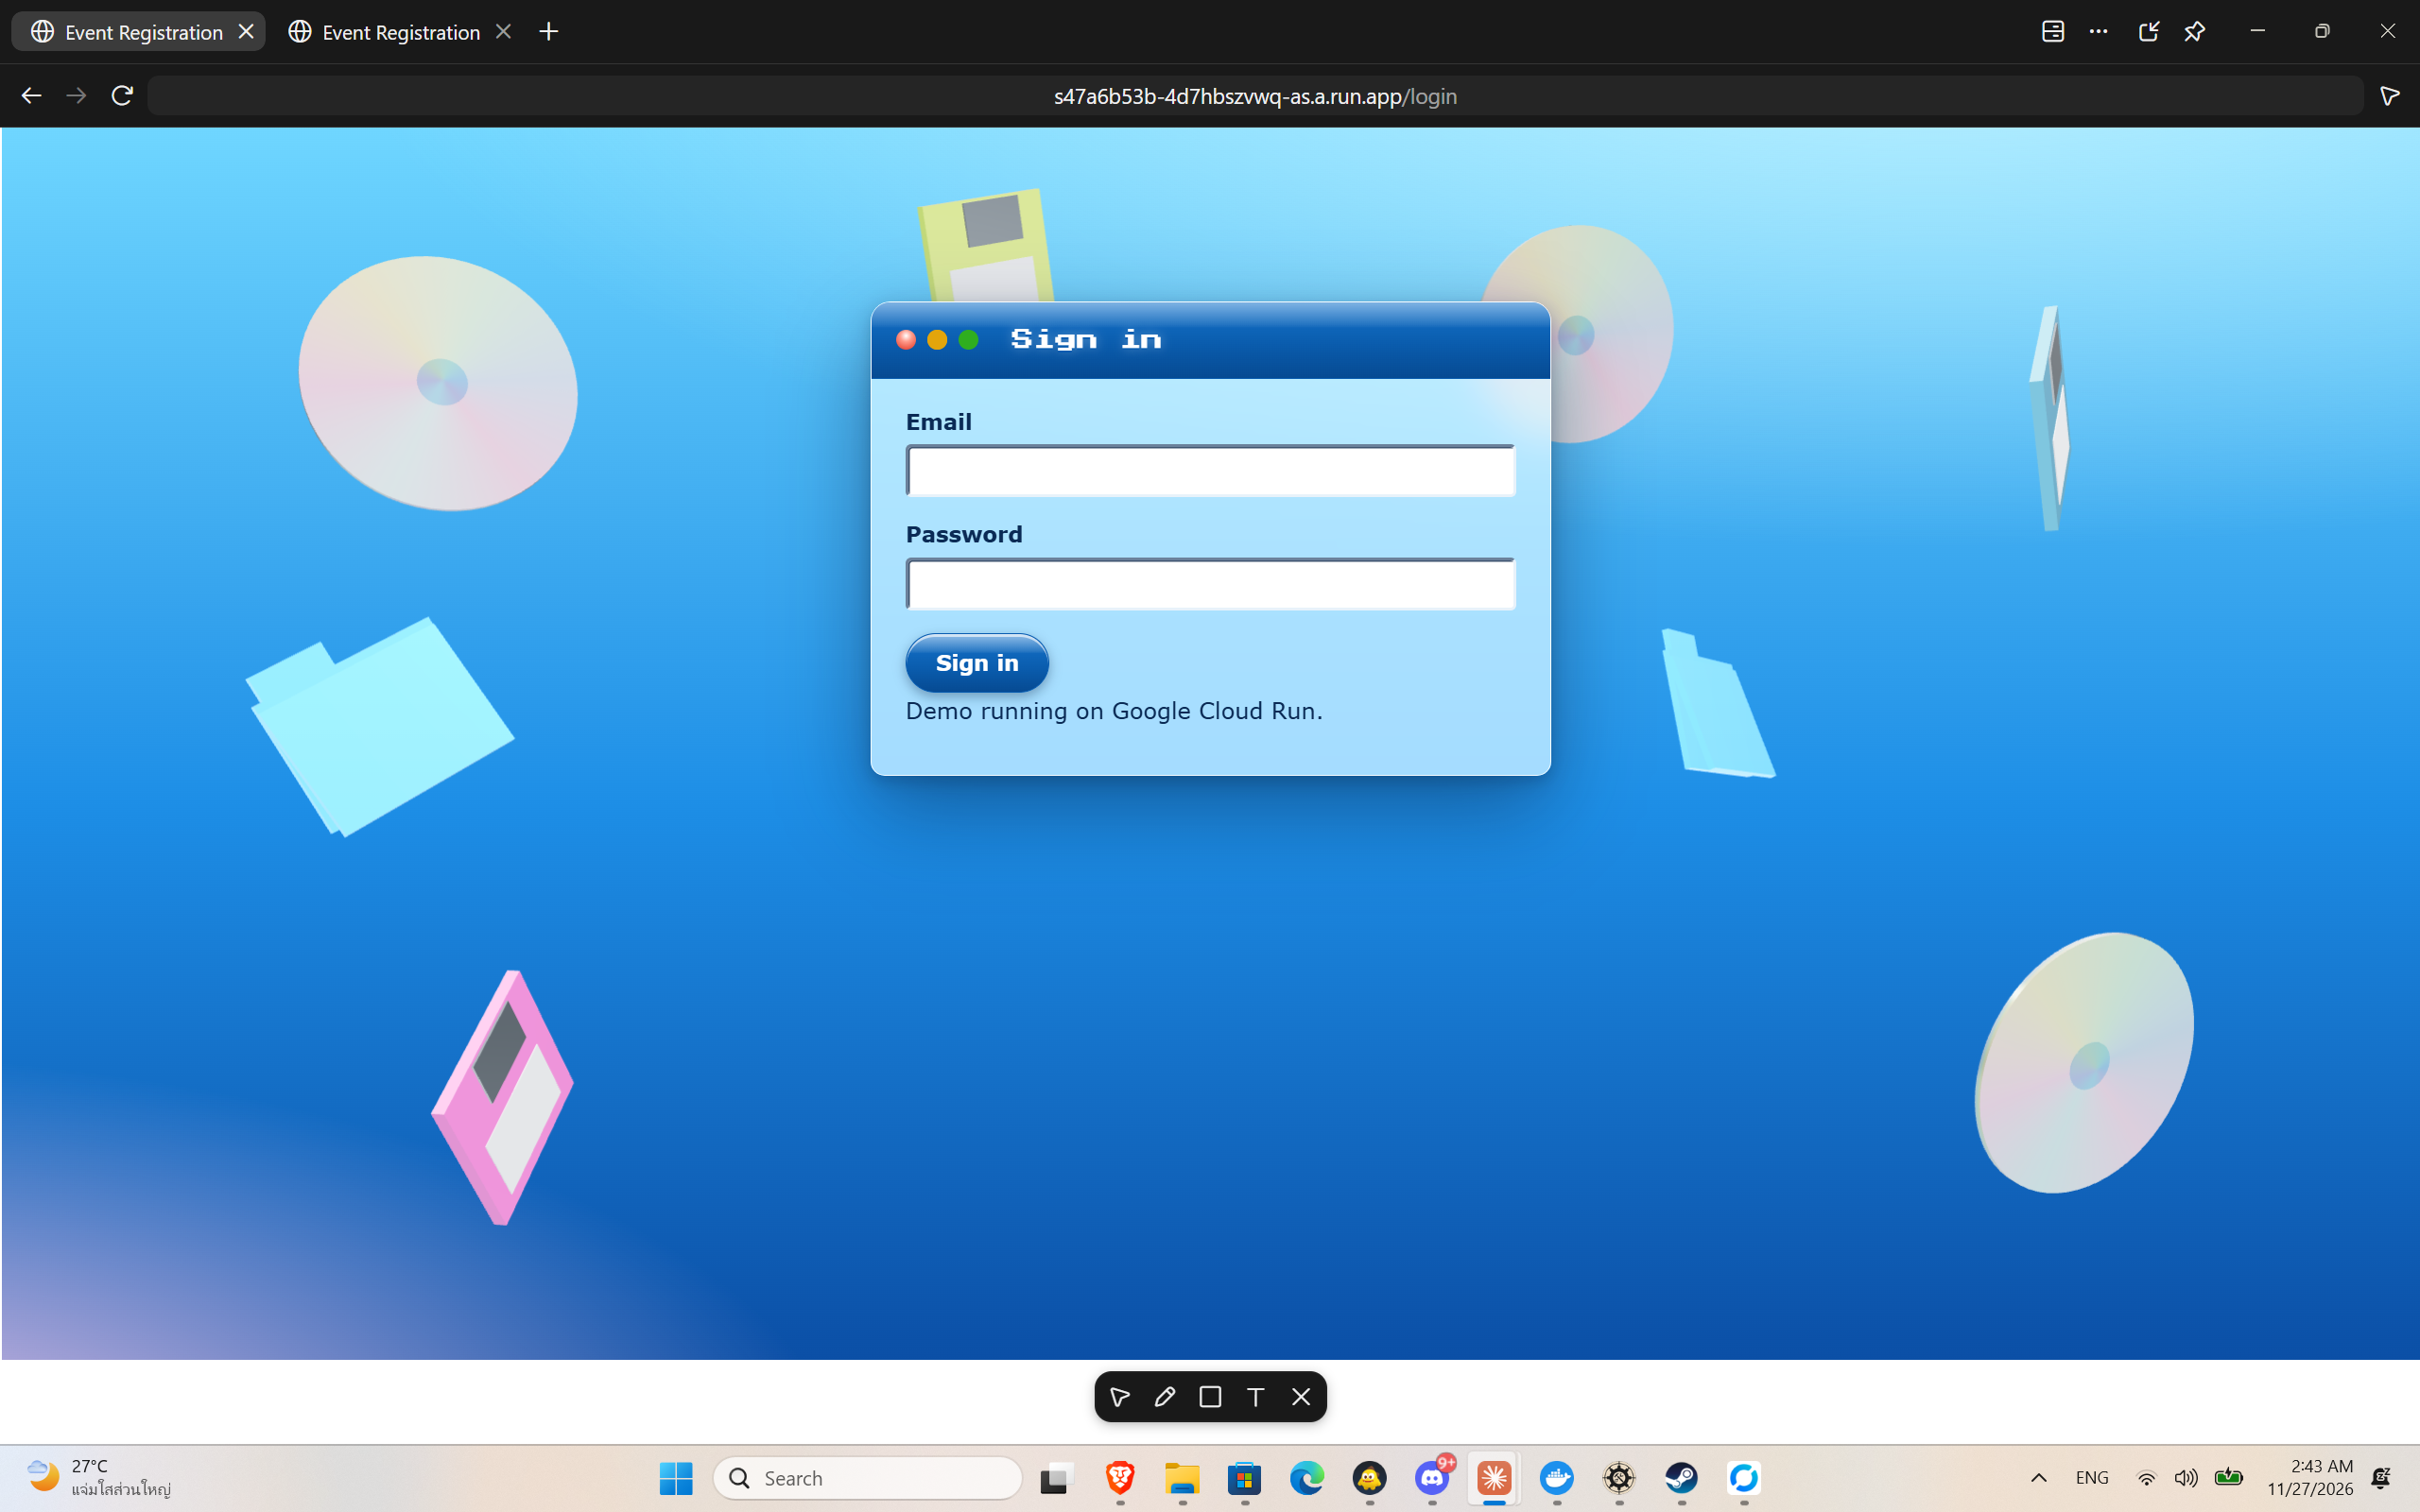 Event Registration
Event Registration
s47a6b53b-4d7hbszvwq-as.a.run.app/login
Sign in
Email
Password
Sign in
Demo running on Google Cloud Run.
27°C
แจ่มใสส่วนใหญ่
Search
9+
ENG
2:43 AM
11/27/2026